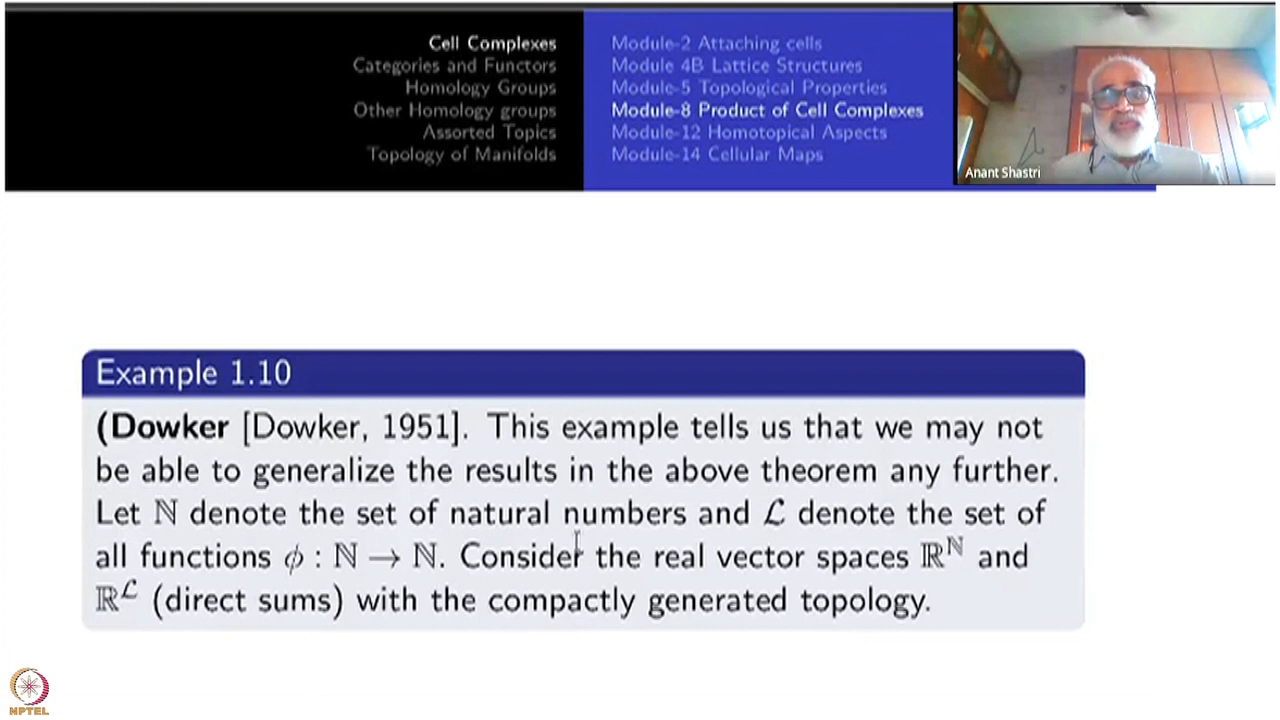 Cell Complexes
Categories and Functors
Homology Groups
Other Homology groups
Assorted Topics
Topology of Manifolds
Module-2 Attaching cells
Module 4B Lattice Structures
Module-5 Topological Properties
Module-8 Product of Cell Complexes
Module-12 Homotopical Aspects
Module-14 Cellular Maps
Anant Shastri
Example 1.10
(Dowker [Dowker, 1951]. This example tells us that we may not
be able to generalize the results in the above theorem any further.
Let ℕ denote the set of natural numbers and ℒ denote the set of
all functions ϕ : ℕ → ℕ. Consider the real vector spaces ℝ^ℕ and
ℝ^ℒ (direct sums) with the compactly generated topology.
NPTEL